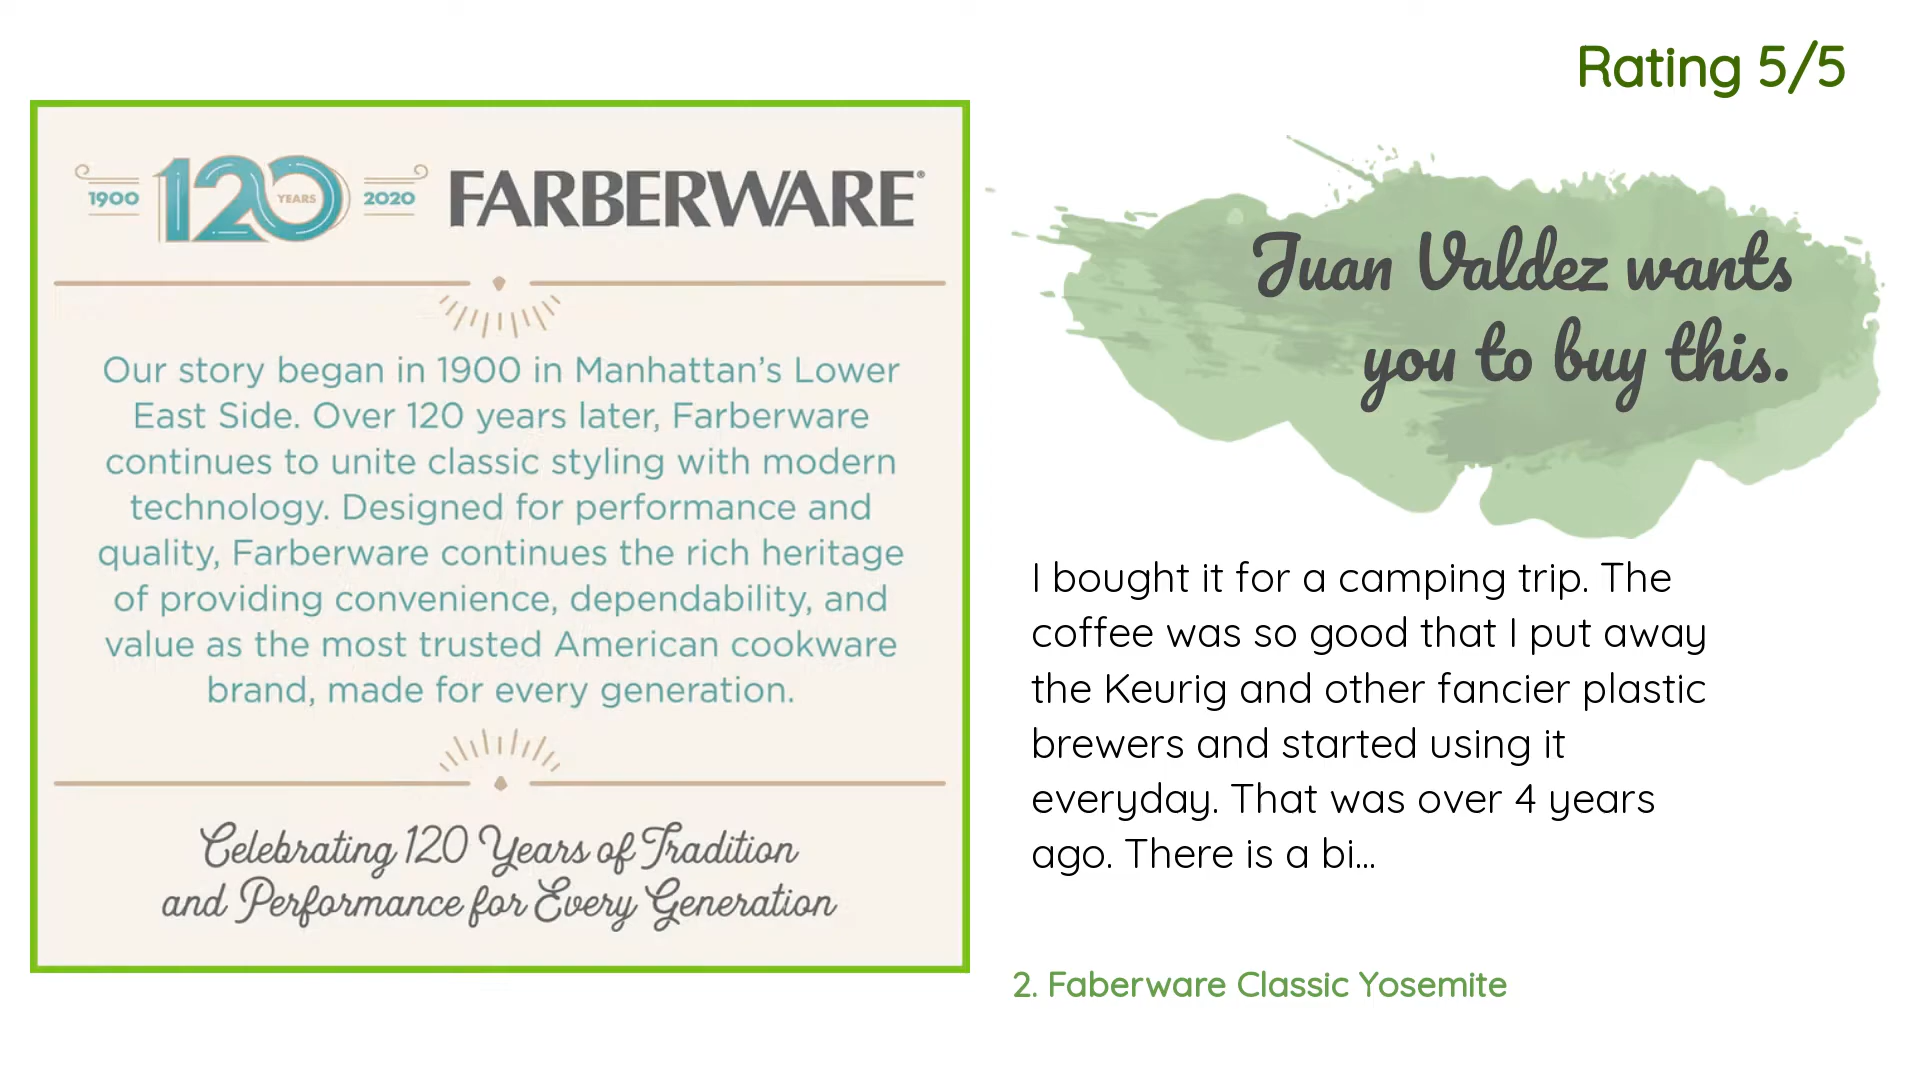 Rating 5/5
1900 120 YEARS 2020 FARBERWARE®
Our story began in 1900 in Manhattan’s Lower
East Side. Over 120 years later, Farberware
continues to unite classic styling with modern
technology. Designed for performance and
quality, Farberware continues the rich heritage
of providing convenience, dependability, and
value as the most trusted American cookware
brand, made for every generation.
Celebrating 120 Years of Tradition
and Performance for Every Generation
Juan Valdez wants
you to buy this.
I bought it for a camping trip. The
coffee was so good that I put away
the Keurig and other fancier plastic
brewers and started using it
everyday. That was over 4 years
ago. There is a bi...
2. Faberware Classic Yosemite